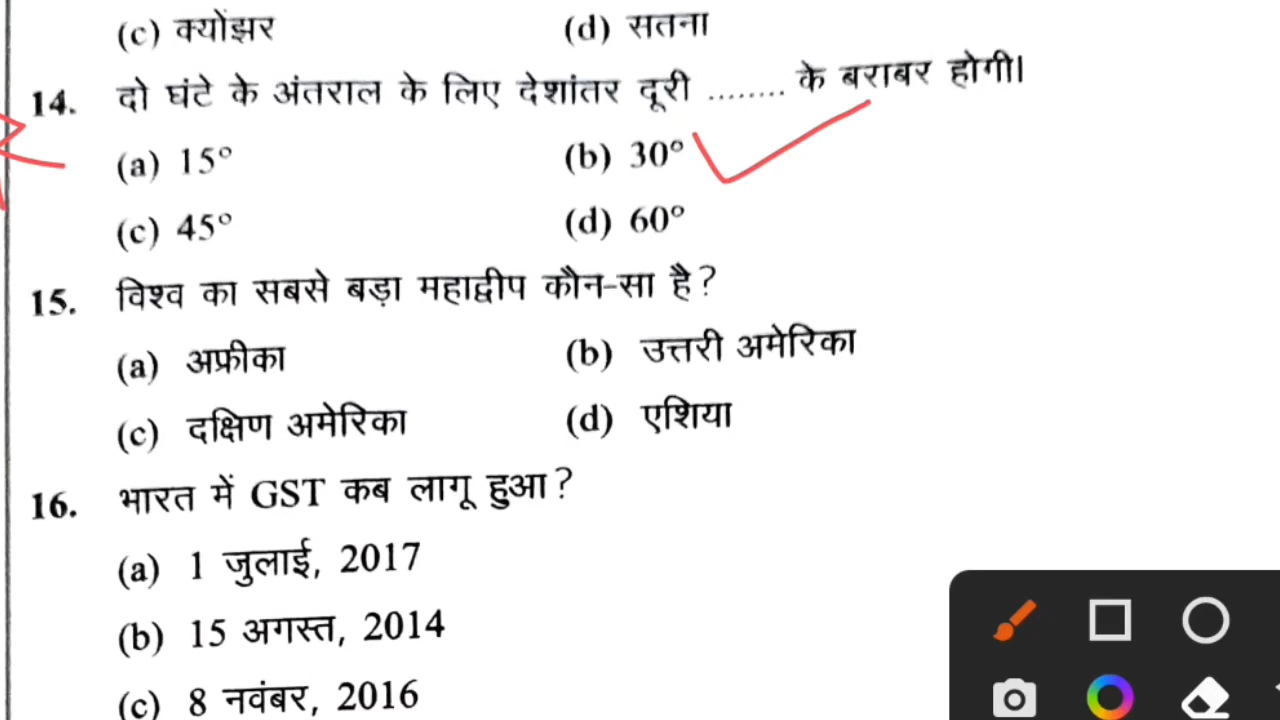 (c) क्योंझर (d) सतना
14. दो घंटे के अंतराल के लिए देशांतर दूरी ........ के बराबर होगी।
(a) 15° (b) 30°
(c) 45° (d) 60°
15. विश्व का सबसे बड़ा महाद्वीप कौन-सा है?
(a) अफ्रीका (b) उत्तरी अमेरिका
(c) दक्षिण अमेरिका (d) एशिया
16. भारत में GST कब लागू हुआ?
(a) 1 जुलाई, 2017
(b) 15 अगस्त, 2014
(c) 8 नवंबर, 2016